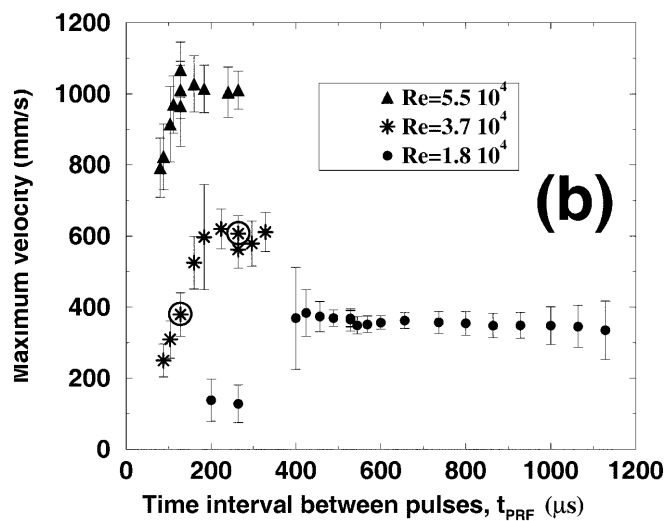 1200
1000
800
600
400
200
0
Maximum velocity (mm/s)
▲ Re=5.5 10⁴
✳ Re=3.7 10⁴
● Re=1.8 10⁴
(b)
0 200 400 600 800 1000 1200
Time interval between pulses, t_PRF (μs)